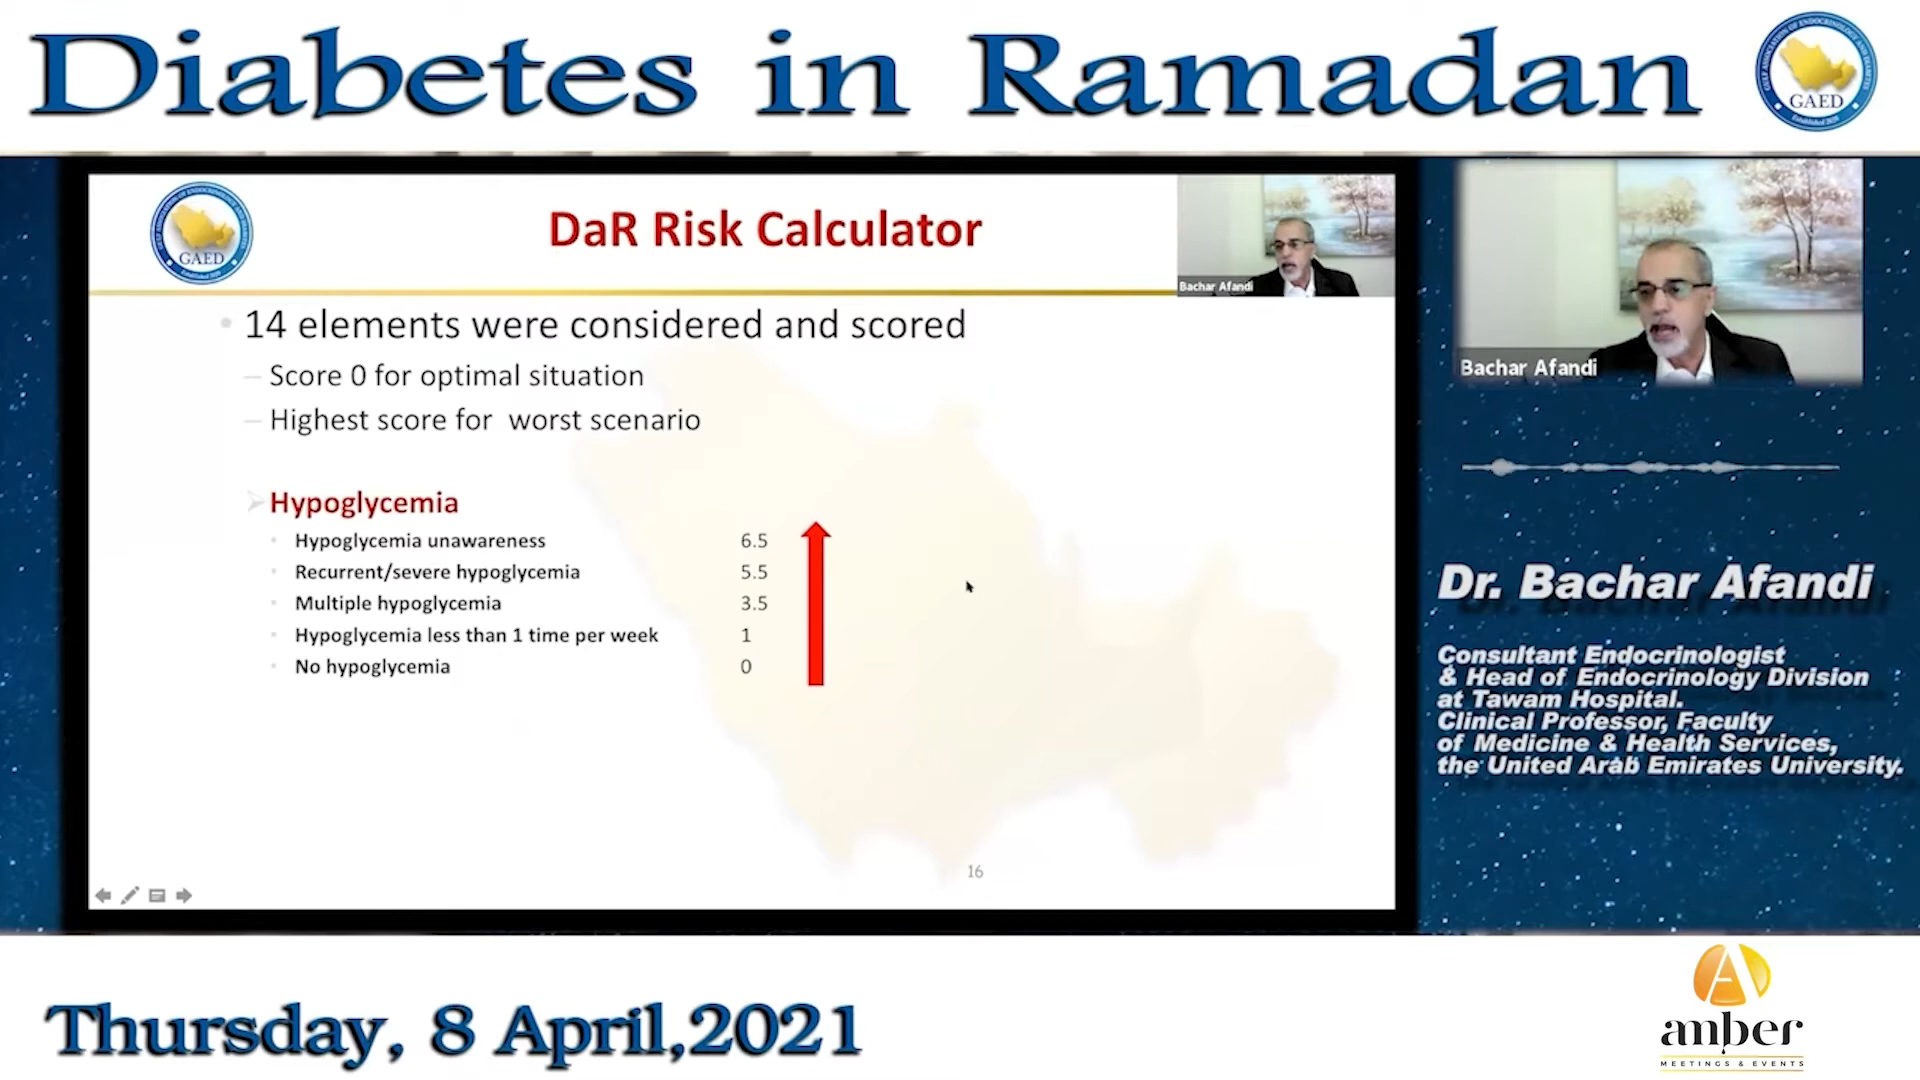 Diabetes in Ramadan
GAED
GAED
DaR Risk Calculator
Bachar Afandi
14 elements were considered and scored
Score 0 for optimal situation
Highest score for worst scenario
Hypoglycemia
Hypoglycemia unawareness 6.5
Recurrent/severe hypoglycemia 5.5
Multiple hypoglycemia 3.5
Hypoglycemia less than 1 time per week 1
No hypoglycemia 0
16
Bachar Afandi
Dr. Bachar Afandi
Consultant Endocrinologist
& Head of Endocrinology Division
at Tawam Hospital.
Clinical Professor, Faculty
of Medicine & Health Services,
the United Arab Emirates University.
Thursday, 8 April,2021
amber
MEETINGS & EVENTS